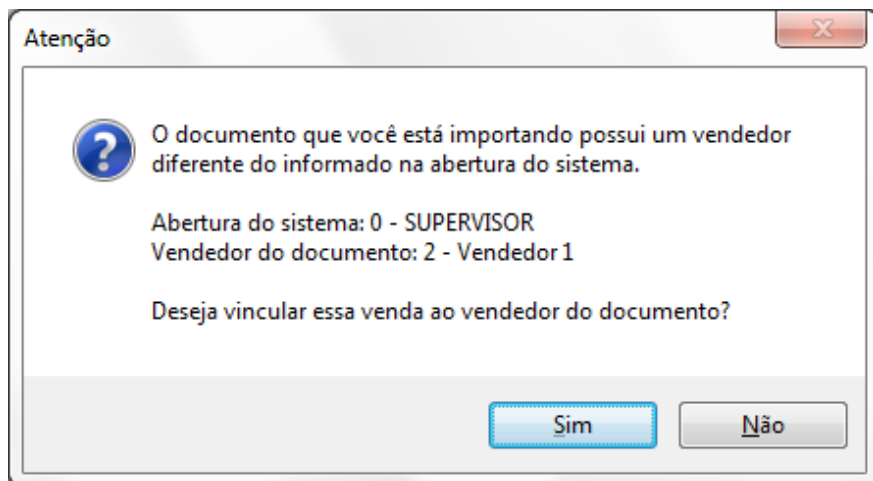 Atenção
O documento que você está importando possui um vendedor
diferente do informado na abertura do sistema.
Abertura do sistema: 0 - SUPERVISOR
Vendedor do documento: 2 - Vendedor 1
Deseja vincular essa venda ao vendedor do documento?
Sim
Não